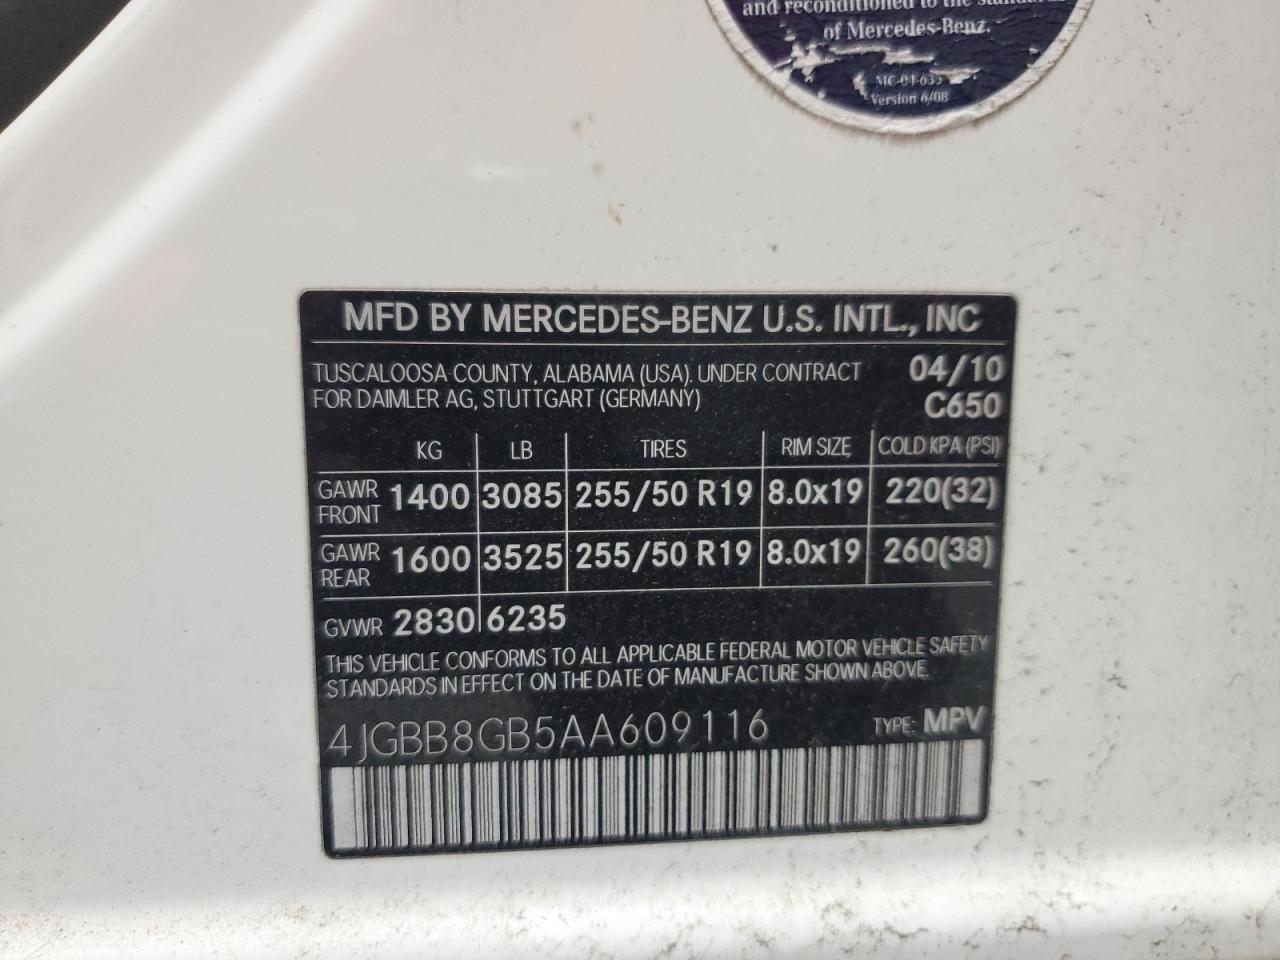 and reconditioned to the standards
of Mercedes-Benz.
MC-04-635
Version 6/08
MFD BY MERCEDES-BENZ U.S. INTL., INC
TUSCALOOSA COUNTY, ALABAMA (USA). UNDER CONTRACT 04/10
FOR DAIMLER AG, STUTTGART (GERMANY) C650
KG LB TIRES RIM SIZE COLD KPA (PSI)
GAWR FRONT 1400 3085 255/50 R19 8.0x19 220(32)
GAWR REAR 1600 3525 255/50 R19 8.0x19 260(38)
GVWR 2830 6235
THIS VEHICLE CONFORMS TO ALL APPLICABLE FEDERAL MOTOR VEHICLE SAFETY
STANDARDS IN EFFECT ON THE DATE OF MANUFACTURE SHOWN ABOVE.
4JGBB8GB5AA609116 TYPE: MPV